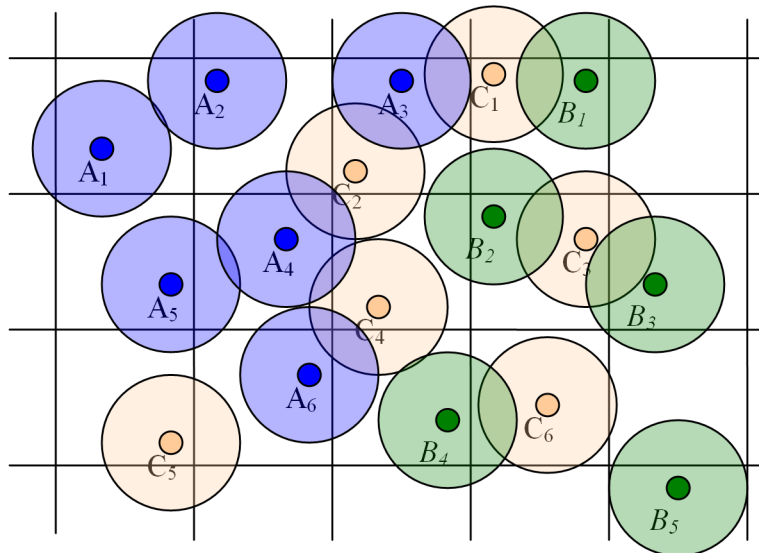 A₂ A₃ C₁ B₁
A₁ C₂
A₄ B₂ C₃
A₅ C₄ B₃
A₆
C₅ B₄ C₆
B₅